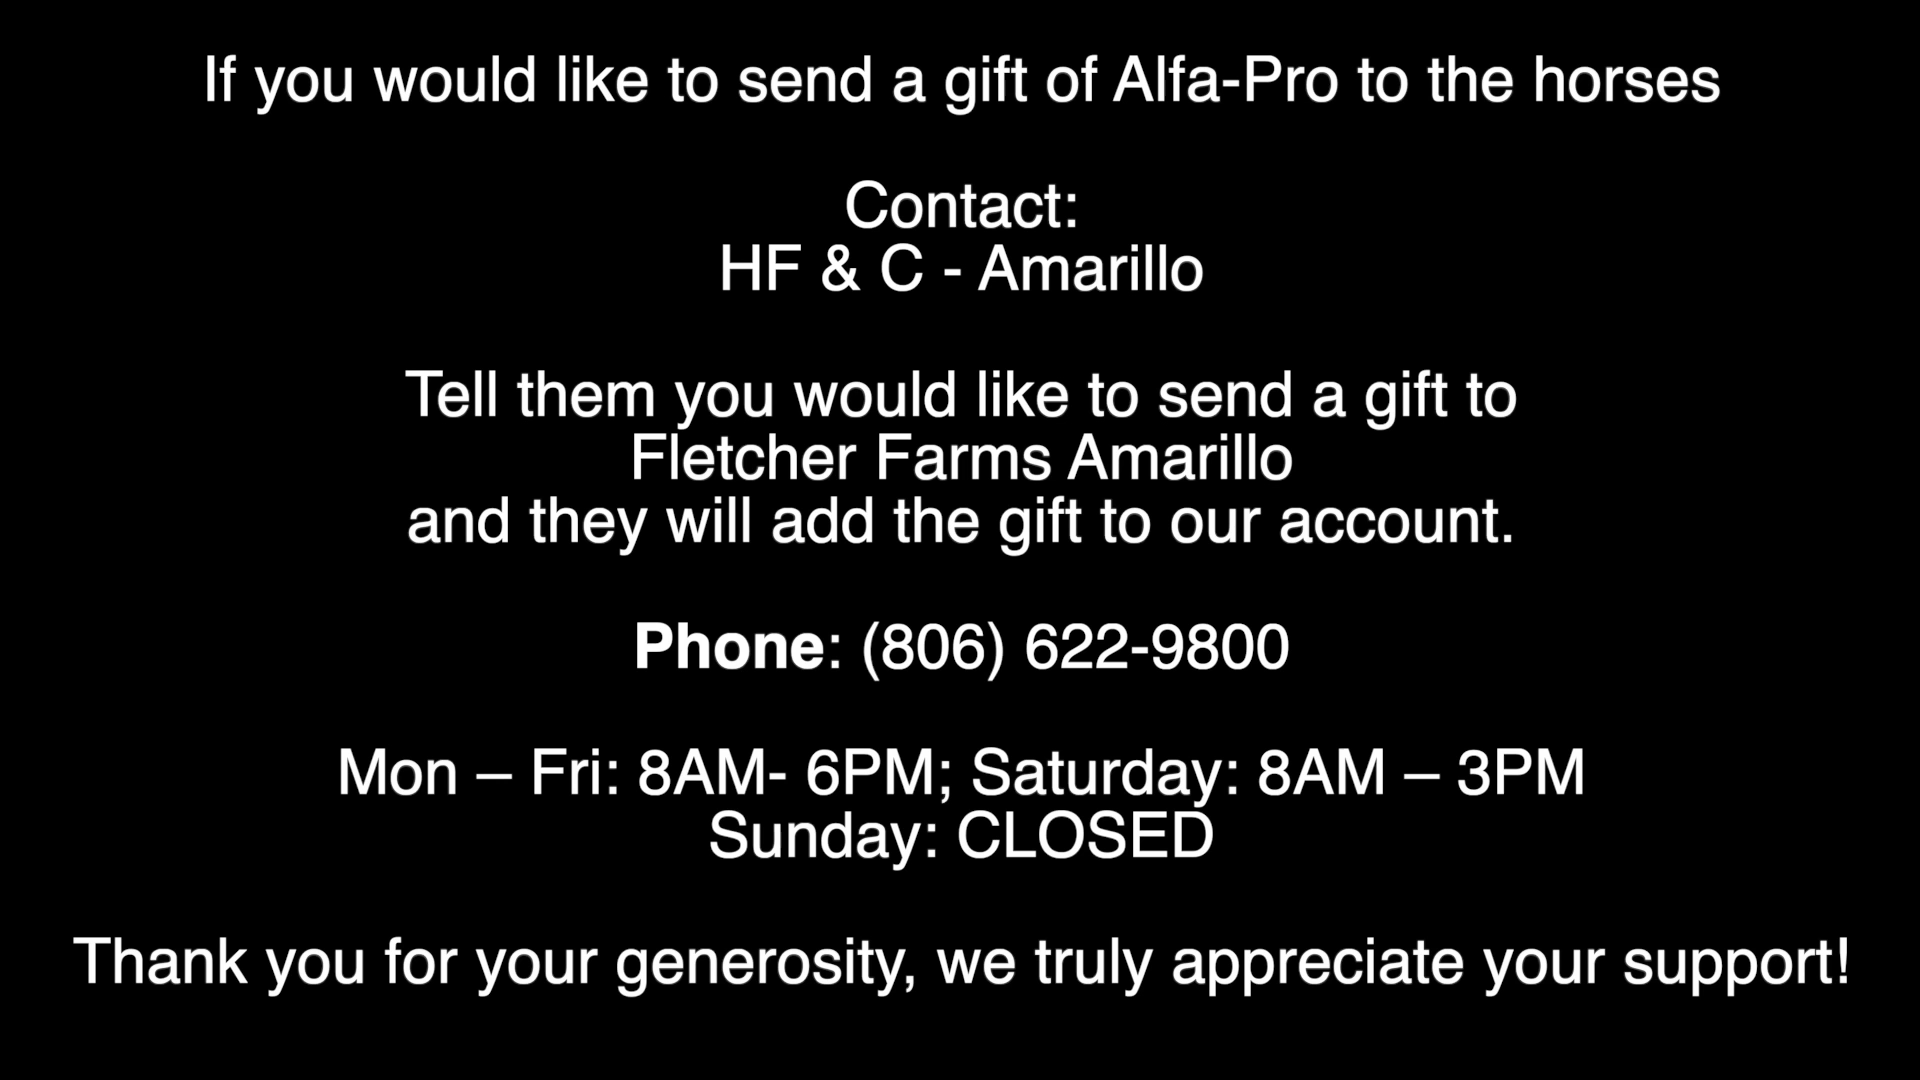 If you would like to send a gift of Alfa-Pro to the horses
Contact:
HF & C - Amarillo
Tell them you would like to send a gift to
Fletcher Farms Amarillo
and they will add the gift to our account.
Phone: (806) 622-9800
Mon – Fri: 8AM- 6PM; Saturday: 8AM – 3PM
Sunday: CLOSED
Thank you for your generosity, we truly appreciate your support!